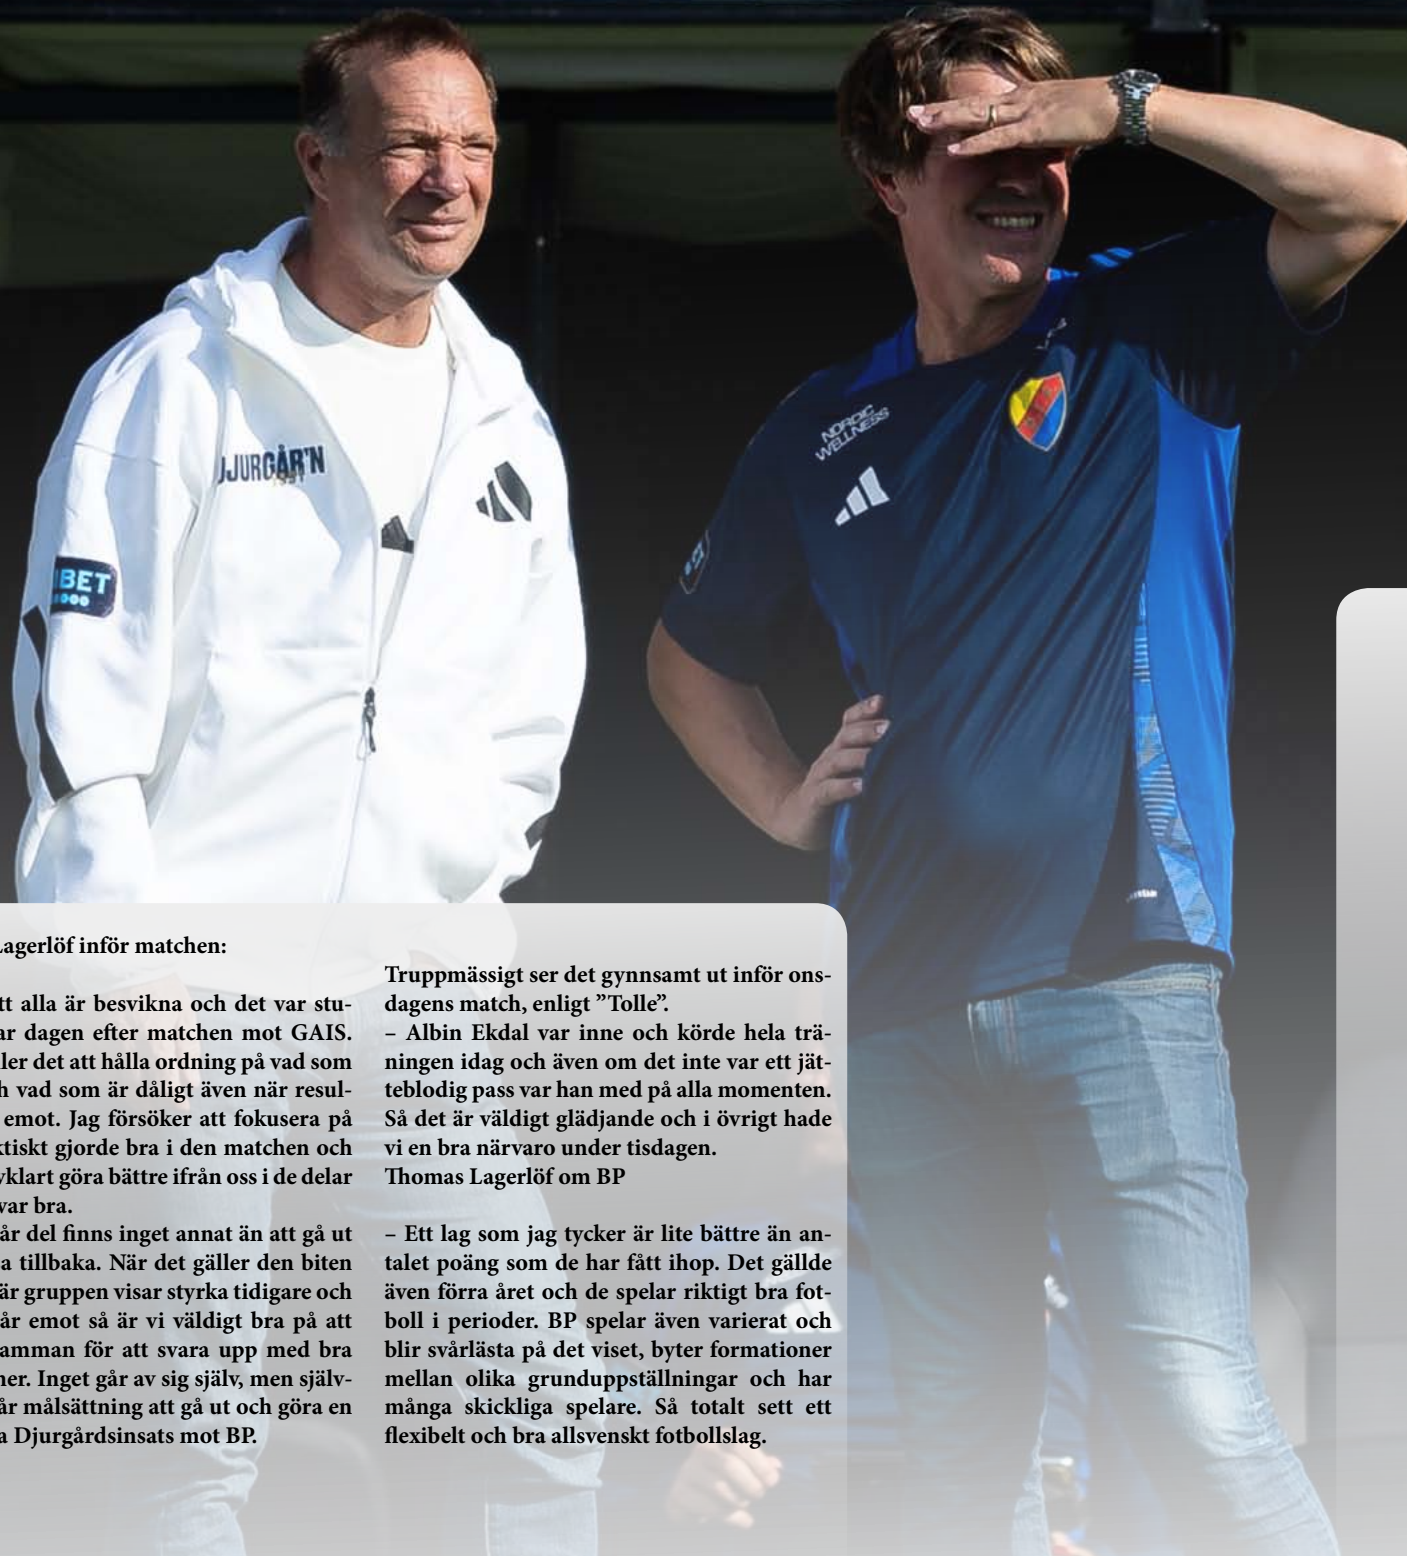 NORDIC
WELLNESS
JURGÅR'N
1891
BET
Lagerlöf inför matchen:
tt alla är besvikna och det var stu-
ar dagen efter matchen mot GAIS.
ler det att hålla ordning på vad som
h vad som är dåligt även när resul-
emot. Jag försöker att fokusera på
ktiskt gjorde bra i den matchen och
vklart göra bättre ifrån oss i de delar
var bra.
år del finns inget annat än att gå ut
a tillbaka. När det gäller den biten
är gruppen visar styrka tidigare och
år emot så är vi väldigt bra på att
amman för att svara upp med bra
ner. Inget går av sig själv, men själv-
år målsättning att gå ut och göra en
a Djurgårdsinsats mot BP.
Truppmässigt ser det gynnsamt ut inför ons-
dagens match, enligt ”Tolle”.
– Albin Ekdal var inne och körde hela trä-
ningen idag och även om det inte var ett jät-
teblodig pass var han med på alla momenten.
Så det är väldigt glädjande och i övrigt hade
vi en bra närvaro under tisdagen.
Thomas Lagerlöf om BP
– Ett lag som jag tycker är lite bättre än an-
talet poäng som de har fått ihop. Det gällde
även förra året och de spelar riktigt bra fot-
boll i perioder. BP spelar även varierat och
blir svårlästa på det viset, byter formationer
mellan olika grunduppställningar och har
många skickliga spelare. Så totalt sett ett
flexibelt och bra allsvenskt fotbollslag.